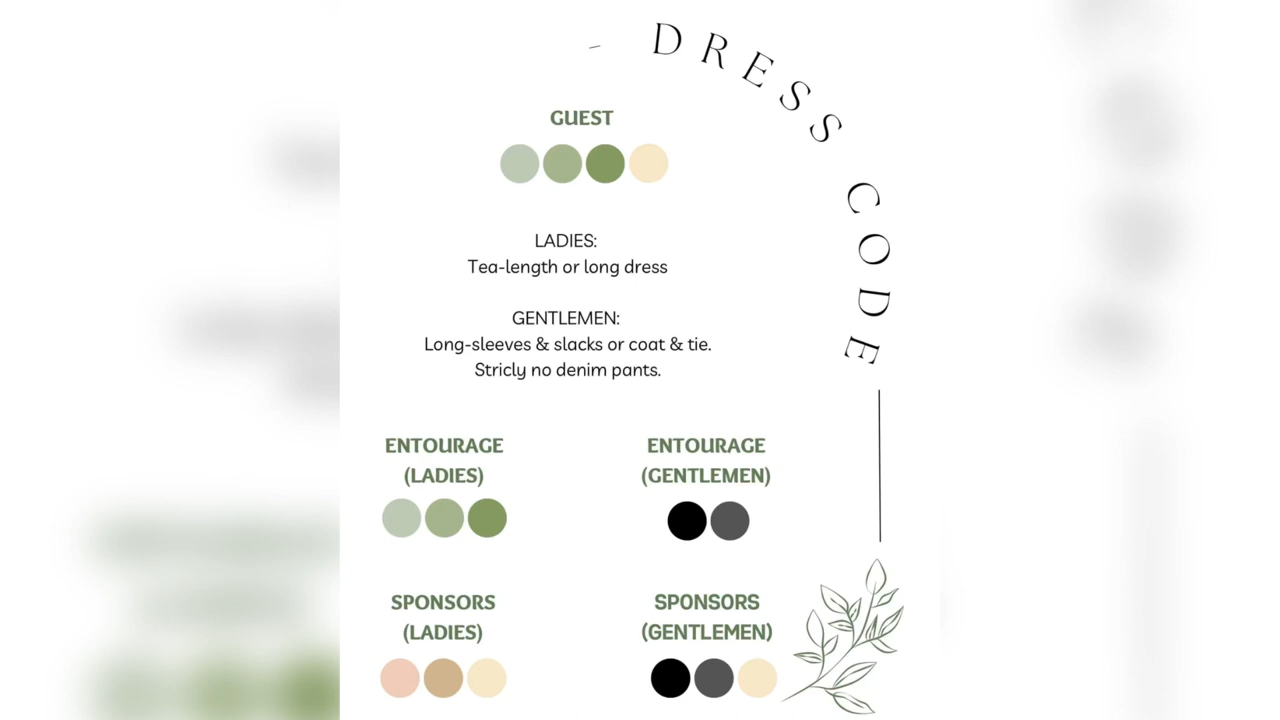 DRESS CODE
GUEST
LADIES:
Tea-length or long dress
GENTLEMEN:
Long-sleeves & slacks or coat & tie.
Stricly no denim pants.
ENTOURAGE
(LADIES)
ENTOURAGE
(GENTLEMEN)
SPONSORS
(LADIES)
SPONSORS
(GENTLEMEN)